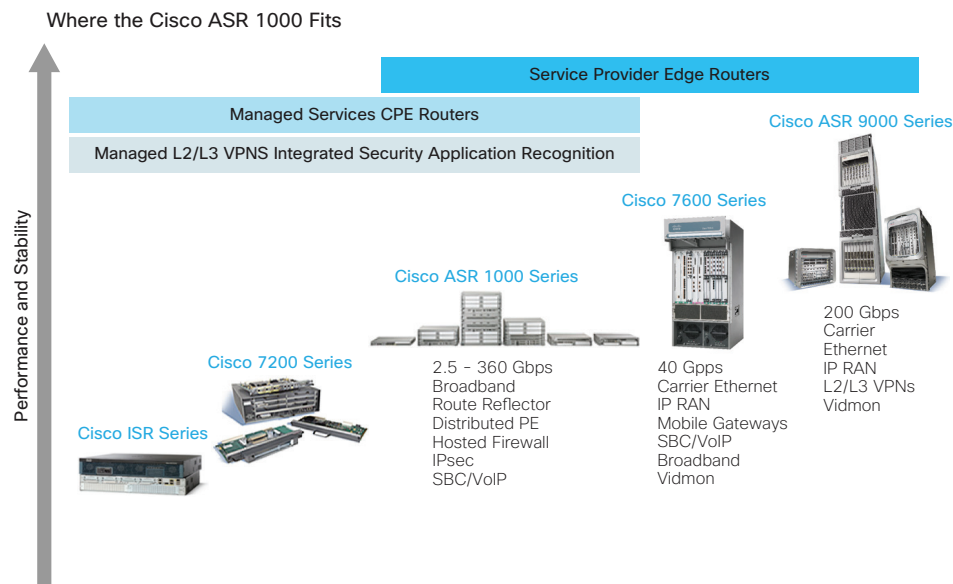 Where the Cisco ASR 1000 Fits
Service Provider Edge Routers
Managed Services CPE Routers
Managed L2/L3 VPNS Integrated Security Application Recognition
Performance and Stability
Cisco ISR Series
Cisco 7200 Series
Cisco ASR 1000 Series
2.5 - 360 Gbps
Broadband
Route Reflector
Distributed PE
Hosted Firewall
IPsec
SBC/VoIP
Cisco 7600 Series
40 Gpps
Carrier Ethernet
IP RAN
Mobile Gateways
SBC/VoIP
Broadband
Vidmon
Cisco ASR 9000 Series
200 Gbps
Carrier
Ethernet
IP RAN
L2/L3 VPNs
Vidmon